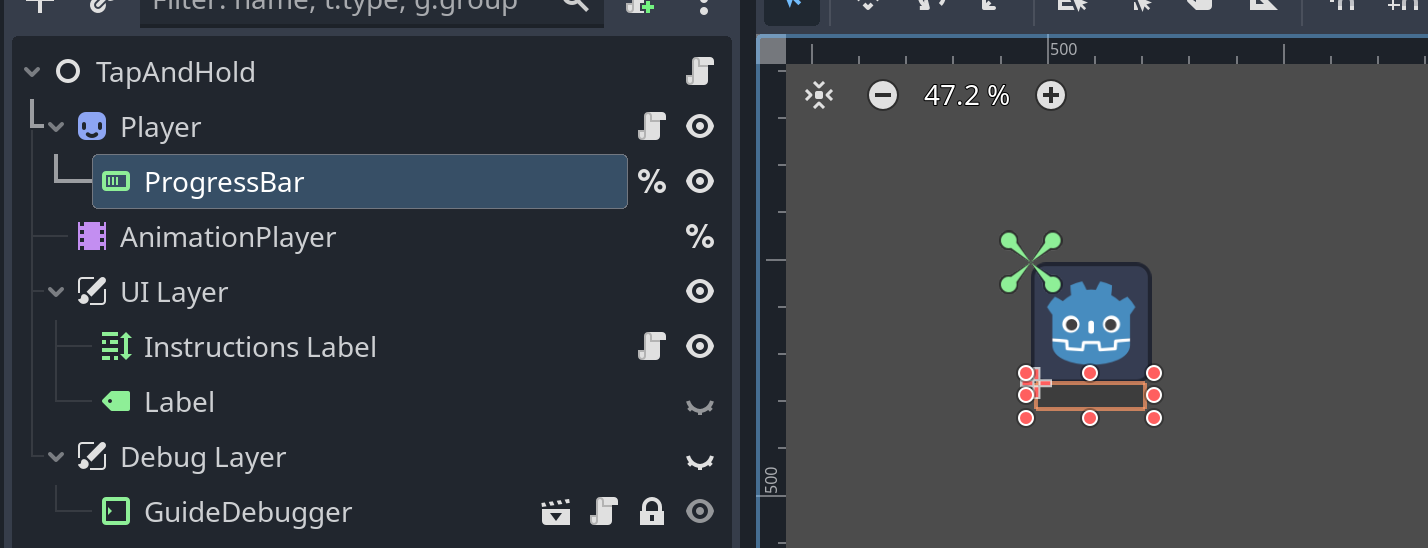 Filter: name, t:type, g:group
TapAndHold
Player
ProgressBar
%
AnimationPlayer
%
UI Layer
Instructions Label
Label
Debug Layer
GuideDebugger
500
47.2 %
500